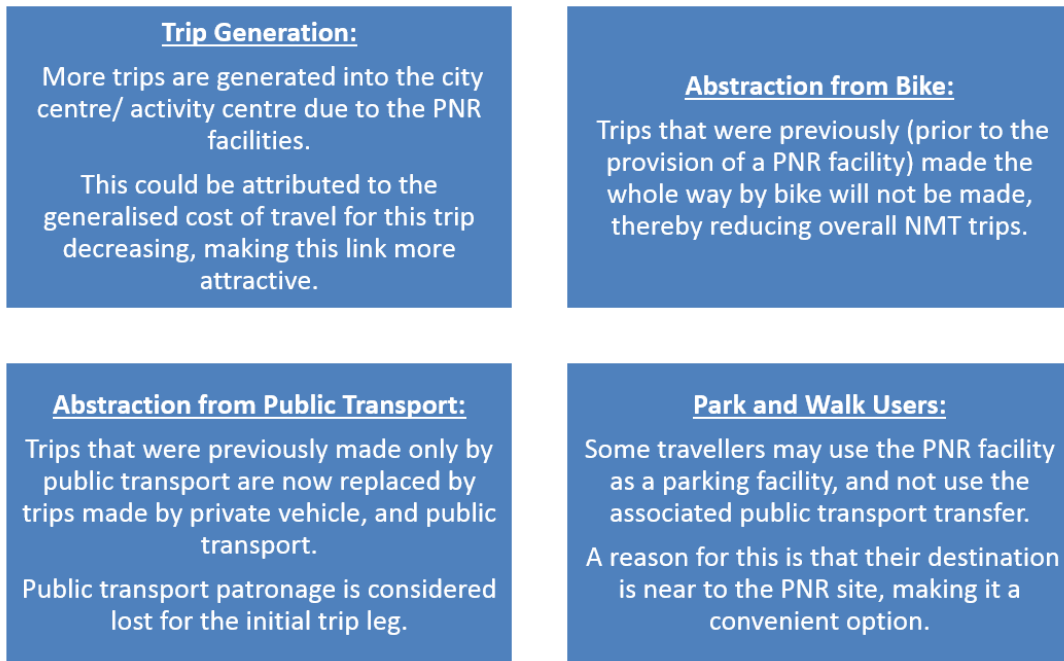 Trip Generation:
More trips are generated into the city
centre/ activity centre due to the PNR
facilities.
This could be attributed to the
generalised cost of travel for this trip
decreasing, making this link more
attractive.
Abstraction from Bike:
Trips that were previously (prior to the
provision of a PNR facility) made the
whole way by bike will not be made,
thereby reducing overall NMT trips.
Abstraction from Public Transport:
Trips that were previously made only by
public transport are now replaced by
trips made by private vehicle, and public
transport.
Public transport patronage is considered
lost for the initial trip leg.
Park and Walk Users:
Some travellers may use the PNR facility
as a parking facility, and not use the
associated public transport transfer.
A reason for this is that their destination
is near to the PNR site, making it a
convenient option.